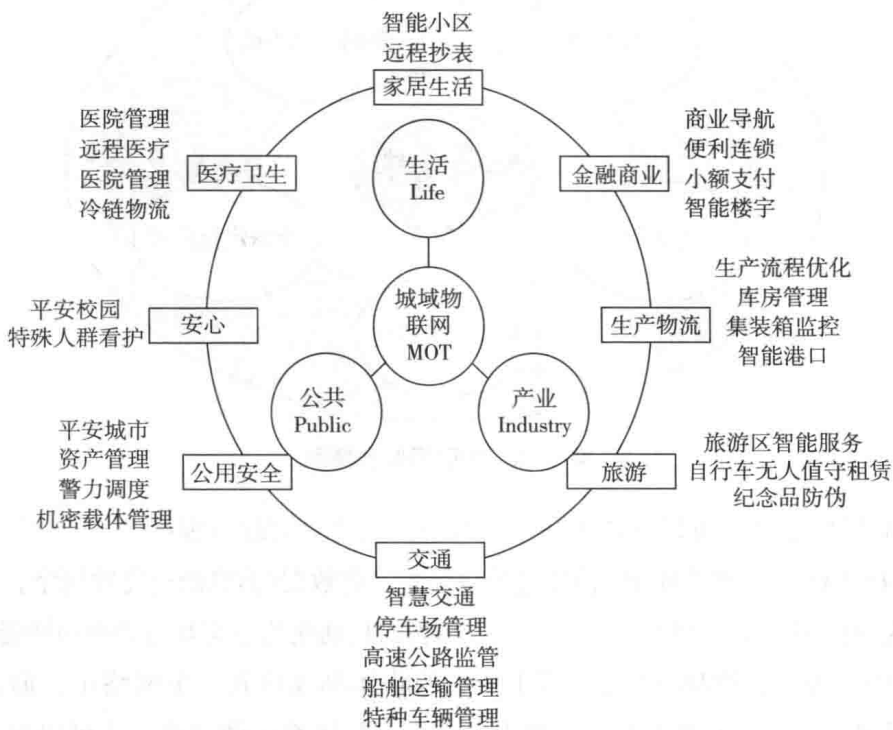 智能小区
远程抄表
家居生活
医院管理
远程医疗
医院管理
冷链物流
医疗卫生
生活
Life
金融商业
商业导航
便利连锁
小额支付
智能楼宇
平安校园
特殊人群看护
安心
城域物
联网
MOT
生产物流
生产流程优化
库房管理
集装箱监控
智能港口
公共
Public
产业
Industry
平安城市
资产管理
警力调度
机密载体管理
公用安全
旅游
旅游区智能服务
自行车无人值守租赁
纪念品防伪
交通
智慧交通
停车场管理
高速公路监管
船舶运输管理
特种车辆管理